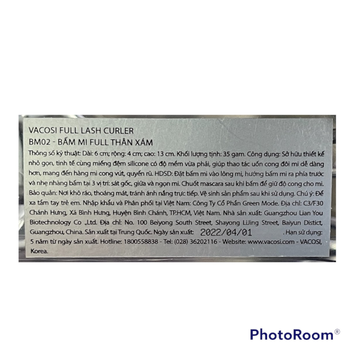 VACOSI FULL LASH CURLER
BM02 - BẤM MI FULL THÂN XÁM
Thông số kỹ thuật: Dài: 6 cm; rộng: 4 cm; cao: 13 cm. Khối lượng tịnh: 35 gam. Công dụng: Sở hữu thiết kế
nhỏ gọn, tinh tế cùng miếng đệm silicone có độ mềm vừa phải, giúp thao tác uốn cong đôi mi dễ dàng
hơn, mang đến hàng mi cong vút, quyến rũ. HDSD: Đặt bấm mi vào lông mi, hướng bấm mi ra phía trước
và nhẹ nhàng bấm tại 3 vị trí: sát gốc, giữa và ngọn mi. Chuốt mascara sau khi bấm để giữ độ cong cho mi.
Bảo quản: Nơi khô ráo, thoáng mát, tránh ánh nắng trực tiếp. Vệ sinh sản phẩm sau khi sử dụng. Chú ý: Để
xa tầm tay trẻ em. Nhập Khẩu và Phân phối tại Việt Nam: Công Ty Cổ Phần Green Mode. Địa chỉ: C3/F30
Chánh Hưng, Xã Bình Hưng, Huyện Bình Chánh, TP.HCM, Việt Nam. Nhà sản xuất: Guangzhou Lian You
Biotechnology Co.,Ltd. Địa chỉ: No. 100 Beiyong South Street, Shayong LiJiang Street, Baiyun District,
Guangzhou, China. Sản xuất tại Trung Quốc. Ngày sản xuất: 2022/04/01 Hạn sử dụng:
5 năm từ ngày sản xuất. Hotline: 1800558838 - Tel: (028) 36202116 - Website: www.vacosi.com - VACOSI,
Korea.
PhotoRoom